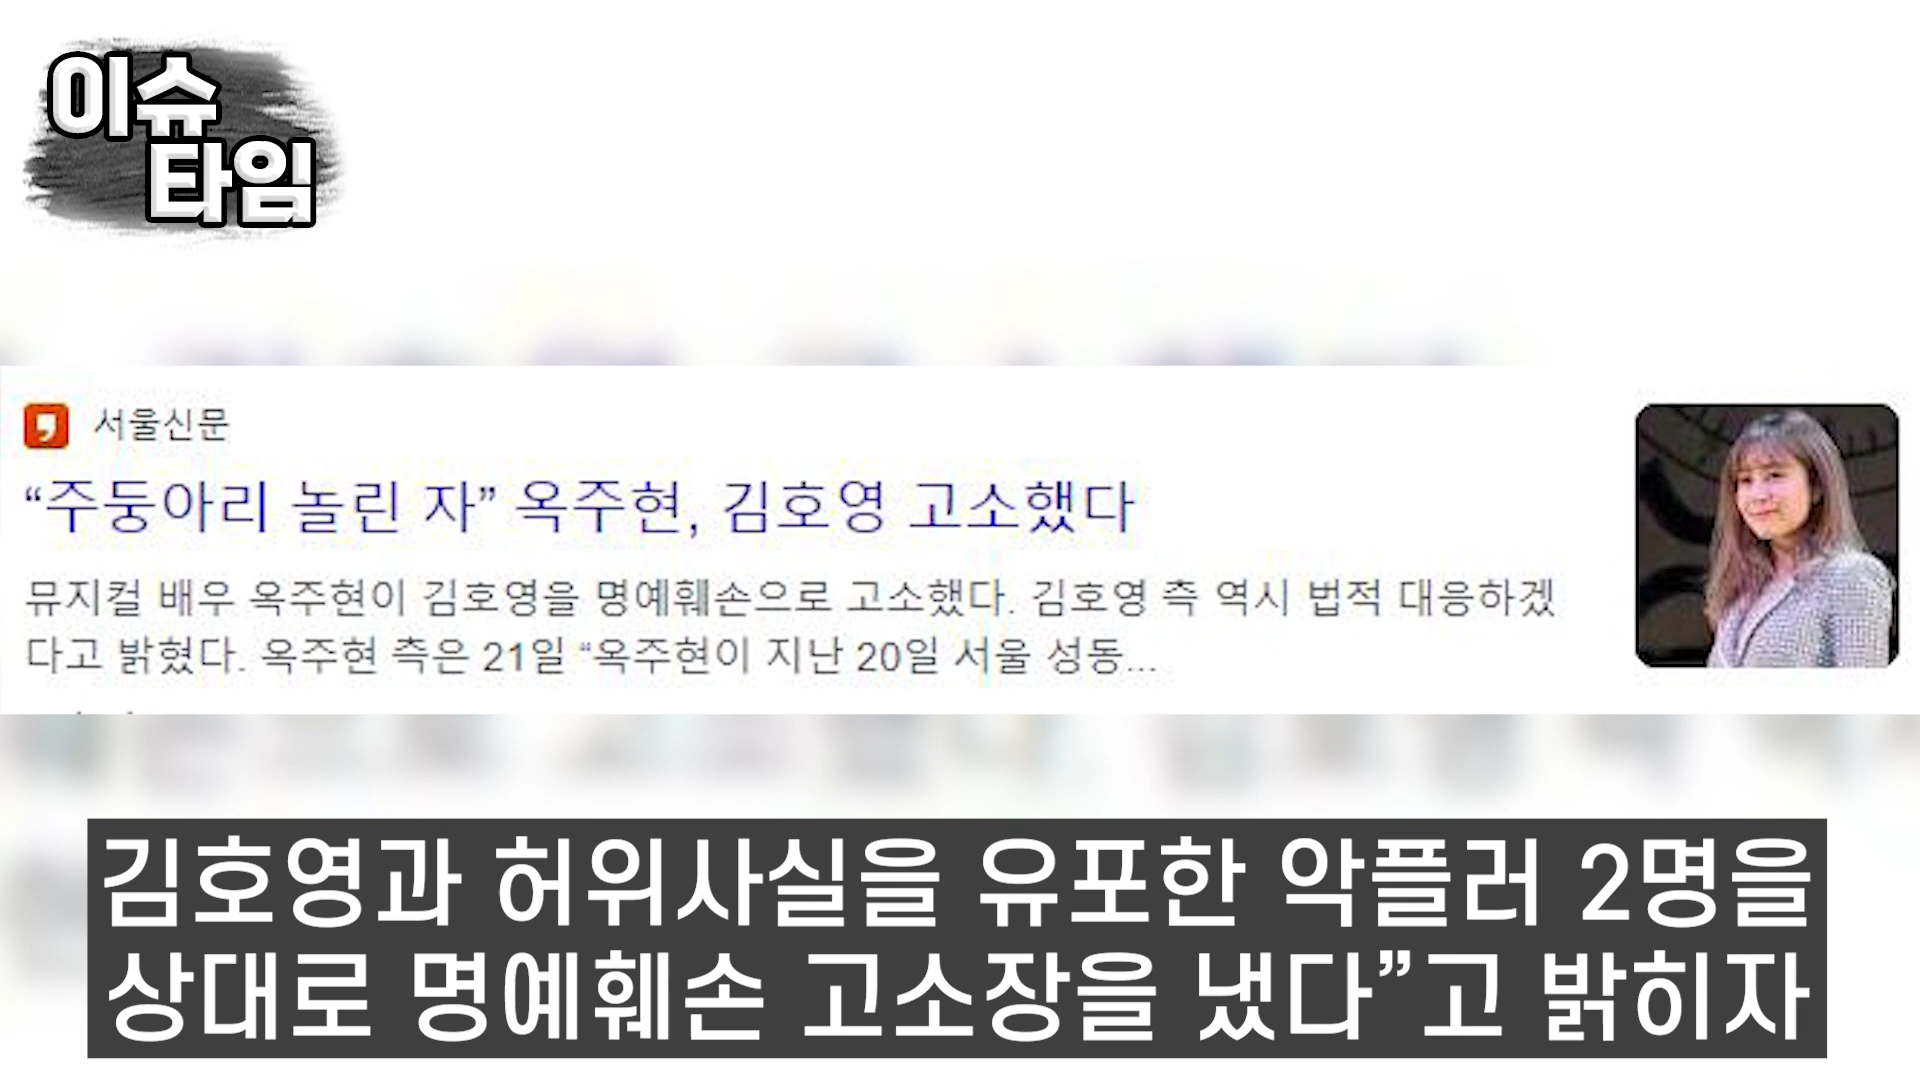 이슈
타임
서울신문
“주둥아리 놀린 자” 옥주현, 김호영 고소했다
뮤지컬 배우 옥주현이 김호영을 명예훼손으로 고소했다. 김호영 측 역시 법적 대응하겠
다고 밝혔다. 옥주현 측은 21일 “옥주현이 지난 20일 서울 성동...
김호영과 허위사실을 유포한 악플러 2명을
상대로 명예훼손 고소장을 냈다”고 밝히자